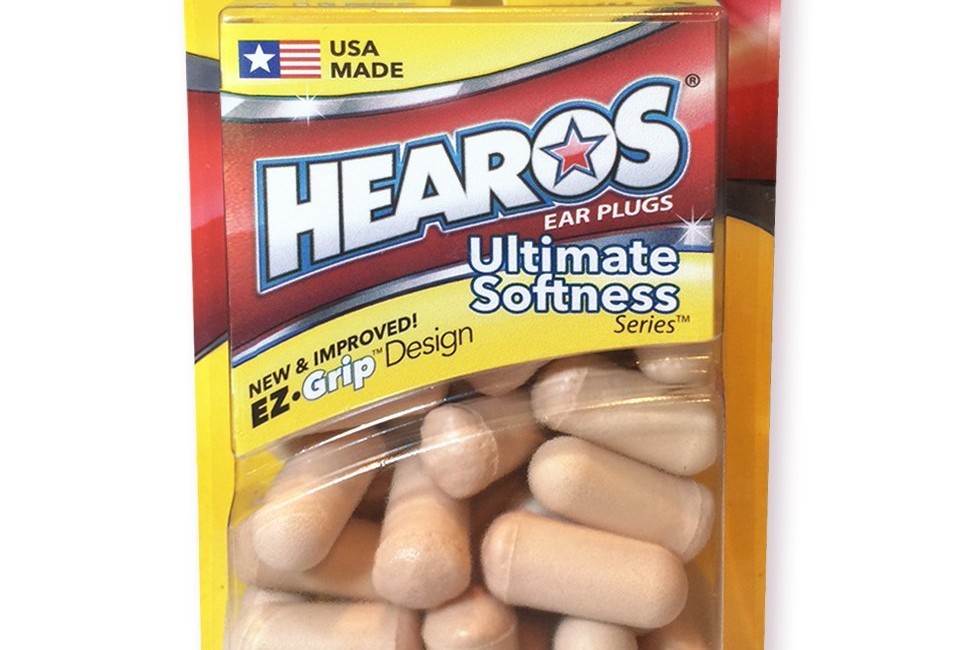 USA
MADE
HEAROS®
EAR PLUGS
Ultimate
Softness
Series™
NEW & IMPROVED!
EZ•Grip™ Design